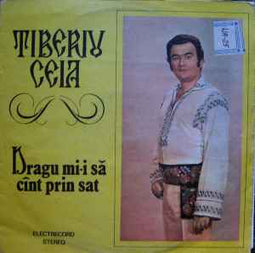 TIBERIU
CEIA
Dragu mi-i să
cînt prin sat
ELECTRECORD
STEREO